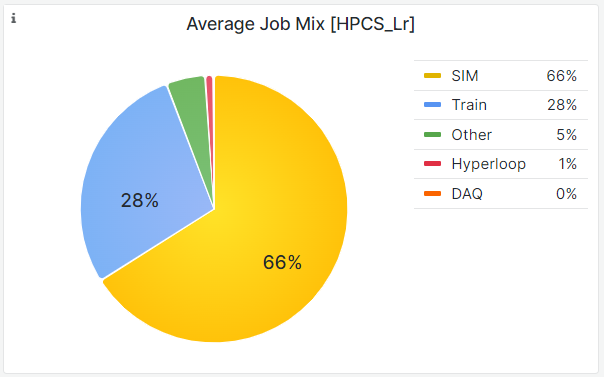 i
Average Job Mix [HPCS_Lr]
SIM 66%
Train 28%
Other 5%
Hyperloop 1%
DAQ 0%
28%
66%